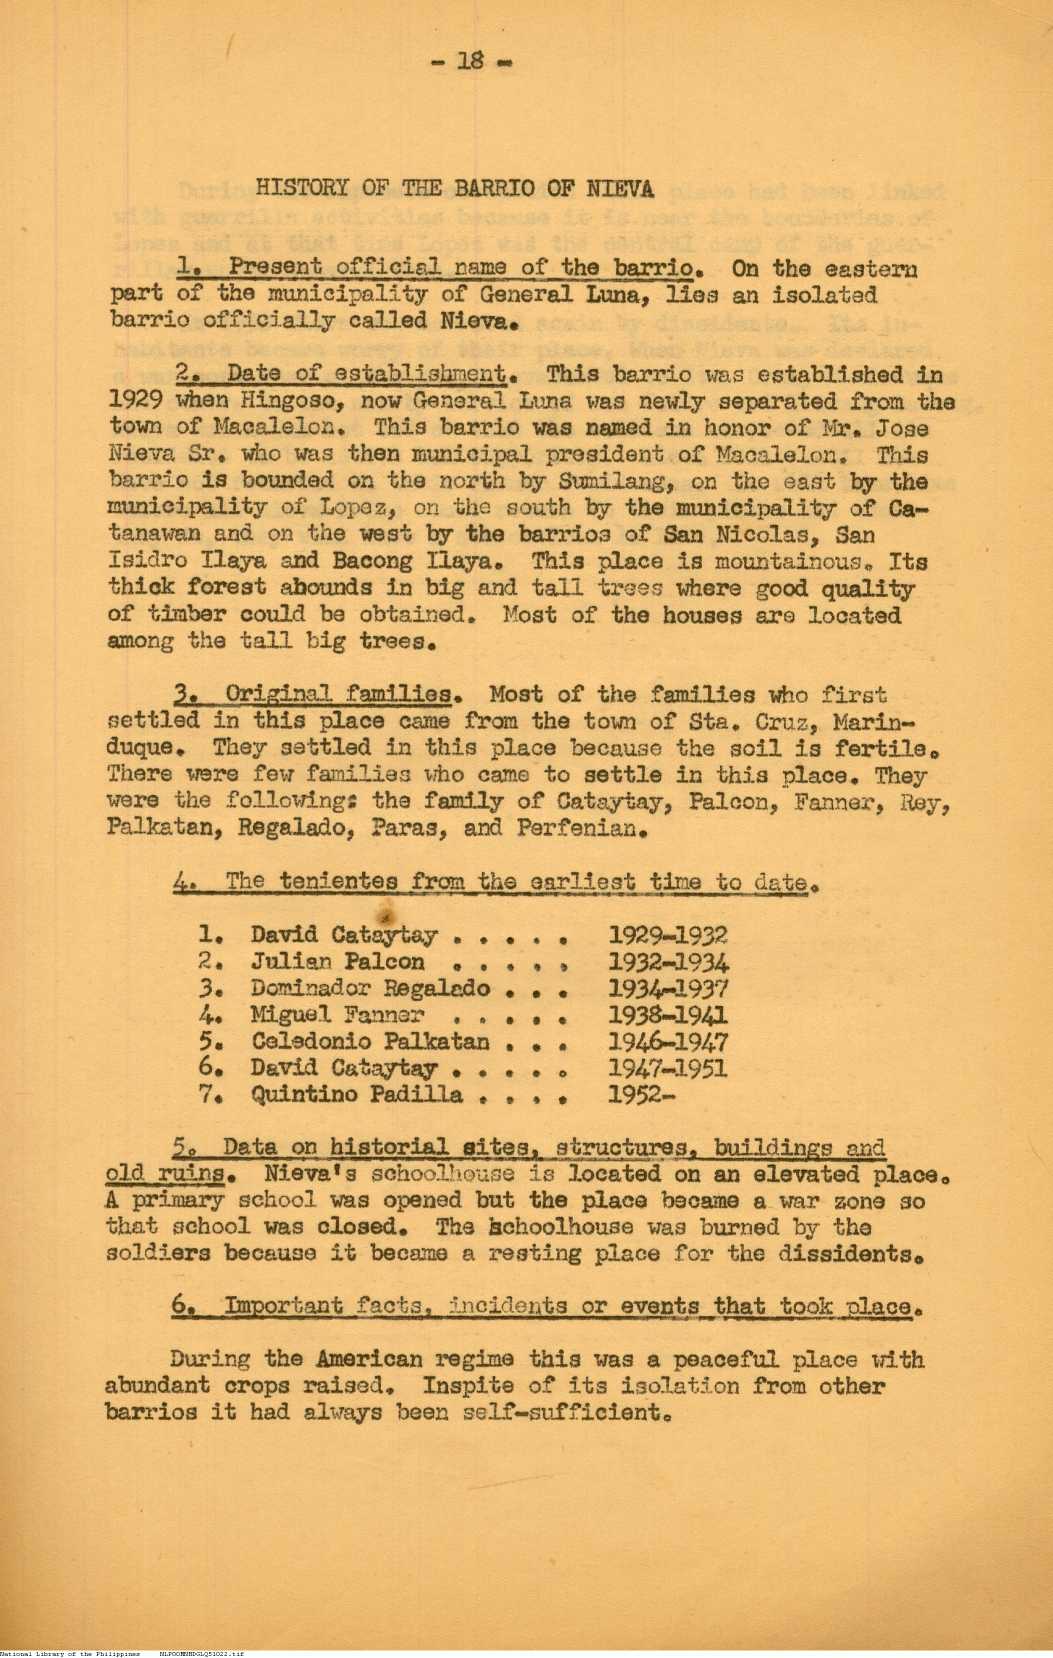 - 18 -
HISTORY OF THE BARRIO OF NIEVA
1. Present official name of the barrio. On the eastern
part of the municipality of General Luna, lies an isolated
barrio officially called Nieva.
2. Date of establishment. This barrio was established in
1929 when Hingoso, now General Luna was newly separated from the
town of Macalelon. This barrio was named in honor of Mr. Jose
Nieva Sr. who was then municipal president of Macalelon. This
barrio is bounded on the north by Sumilang, on the east by the
municipality of Lopez, on the south by the municipality of Ca-
tanawan and on the west by the barrios of San Nicolas, San
Isidro Ilaya and Bacong Ilaya. This place is mountainous. Its
thick forest abounds in big and tall trees where good quality
of timber could be obtained. Most of the houses are located
among the tall big trees.
3. Original families. Most of the families who first
settled in this place came from the town of Sta. Cruz, Marin-
duque. They settled in this place because the soil is fertile.
There were few families who came to settle in this place. They
were the following: the family of Cataytay, Palcon, Fanner, Rey,
Palkatan, Regalado, Paras, and Perfenian.
4. The tenientes from the earliest time to date.
1. David Cataytay . . . . . 1929-1932
2. Julian Palcon . . . . . 1932-1934
3. Dominador Regalado . . . 1934-1937
4. Miguel Fanner . . . . . 1938-1941
5. Celedonio Palkatan . . . 1946-1947
6. David Cataytay . . . . . 1947-1951
7. Quintino Padilla . . . . 1952-
5. Data on historial sites, structures, buildings and
old ruins. Nieva's schoolhouse is located on an elevated place.
A primary school was opened but the place became a war zone so
that school was closed. The schoolhouse was burned by the
soldiers because it became a resting place for the dissidents.
6. Important facts, incidents or events that took place.
During the American regime this was a peaceful place with
abundant crops raised. Inspite of its isolation from other
barrios it had always been self-sufficient.
National Library of the Philippines